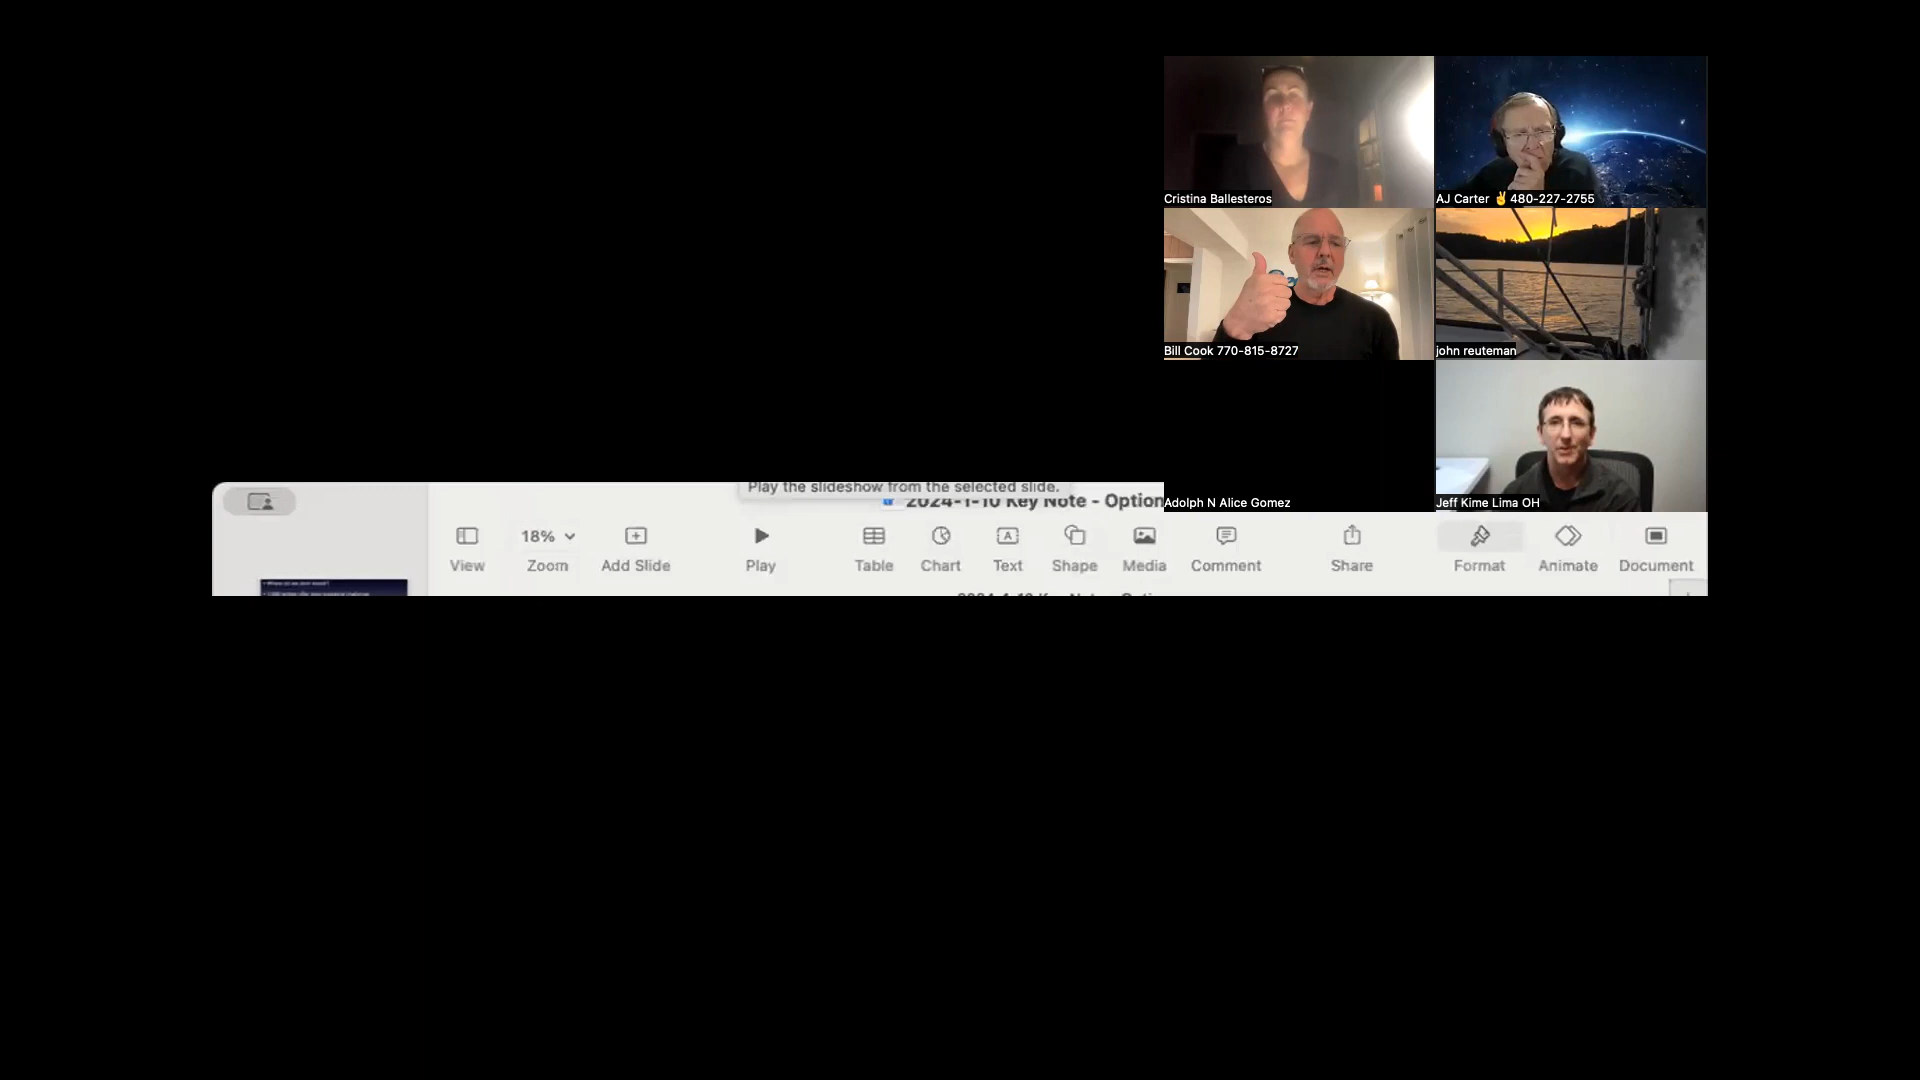 Cristina Ballesteros
AJ Carter ✌ 480-227-2755
Bill Cook 770-815-8727
john reuteman
Adolph N Alice Gomez
Jeff Kime Lima OH
Play the slideshow from the selected slide.
2024-1-10 Key Note - Option
18%
View
Zoom
Add Slide
Play
Table
Chart
Text
Shape
Media
Comment
Share
Format
Animate
Document